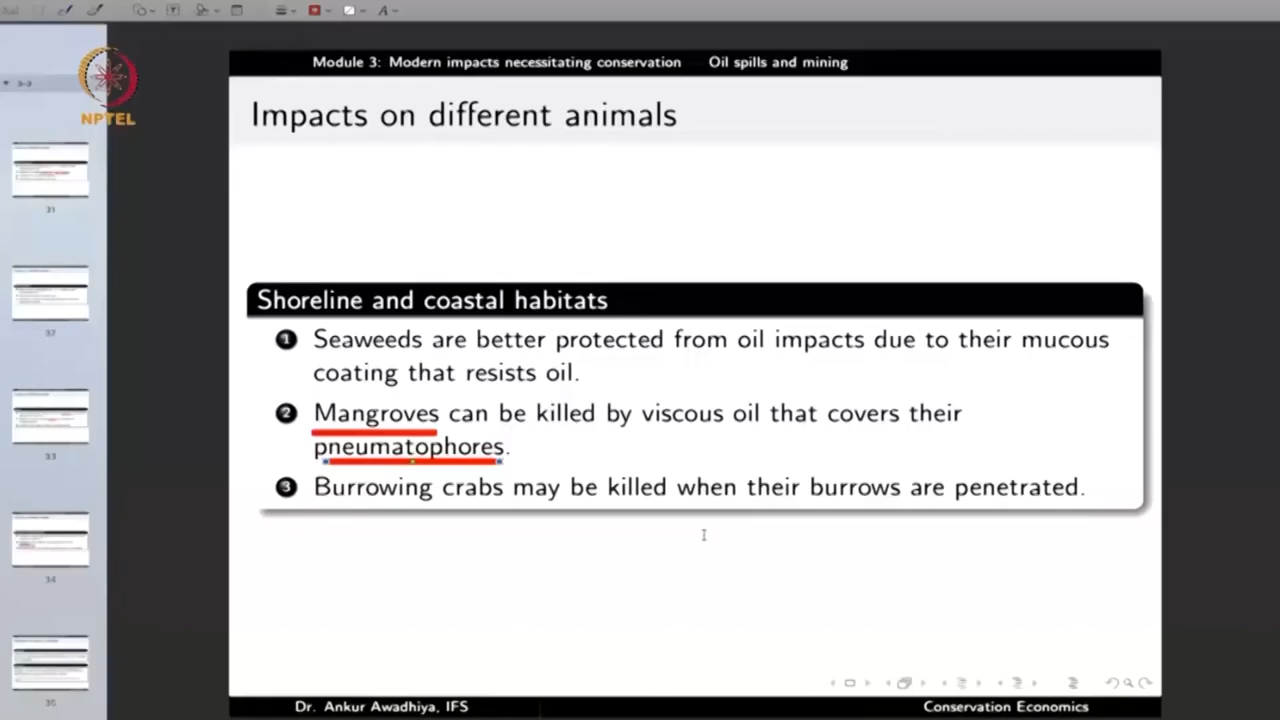 Module 3: Modern impacts necessitating conservation Oil spills and mining
NPTEL
Impacts on different animals
Shoreline and coastal habitats
1 Seaweeds are better protected from oil impacts due to their mucous
coating that resists oil.
2 Mangroves can be killed by viscous oil that covers their
pneumatophores.
3 Burrowing crabs may be killed when their burrows are penetrated.
31
33
34
Dr. Ankur Awadhiya, IFS Conservation Economics